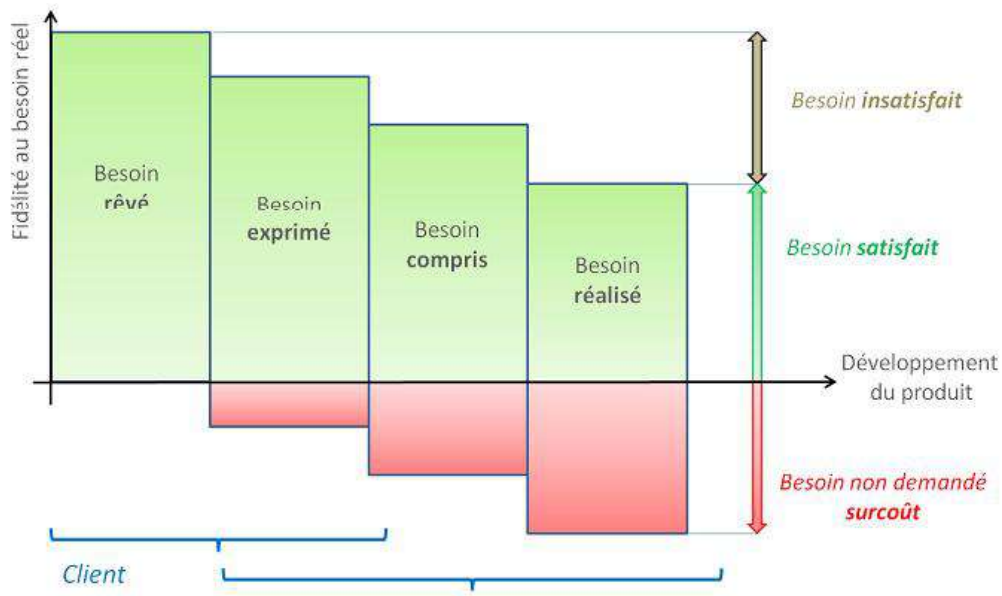 Fidélité au besoin réel
Besoin
rêvé
Besoin
exprimé
Besoin
compris
Besoin
réalisé
Besoin insatisfait
Besoin satisfait
Développement
du produit
Besoin non demandé
surcoût
Client